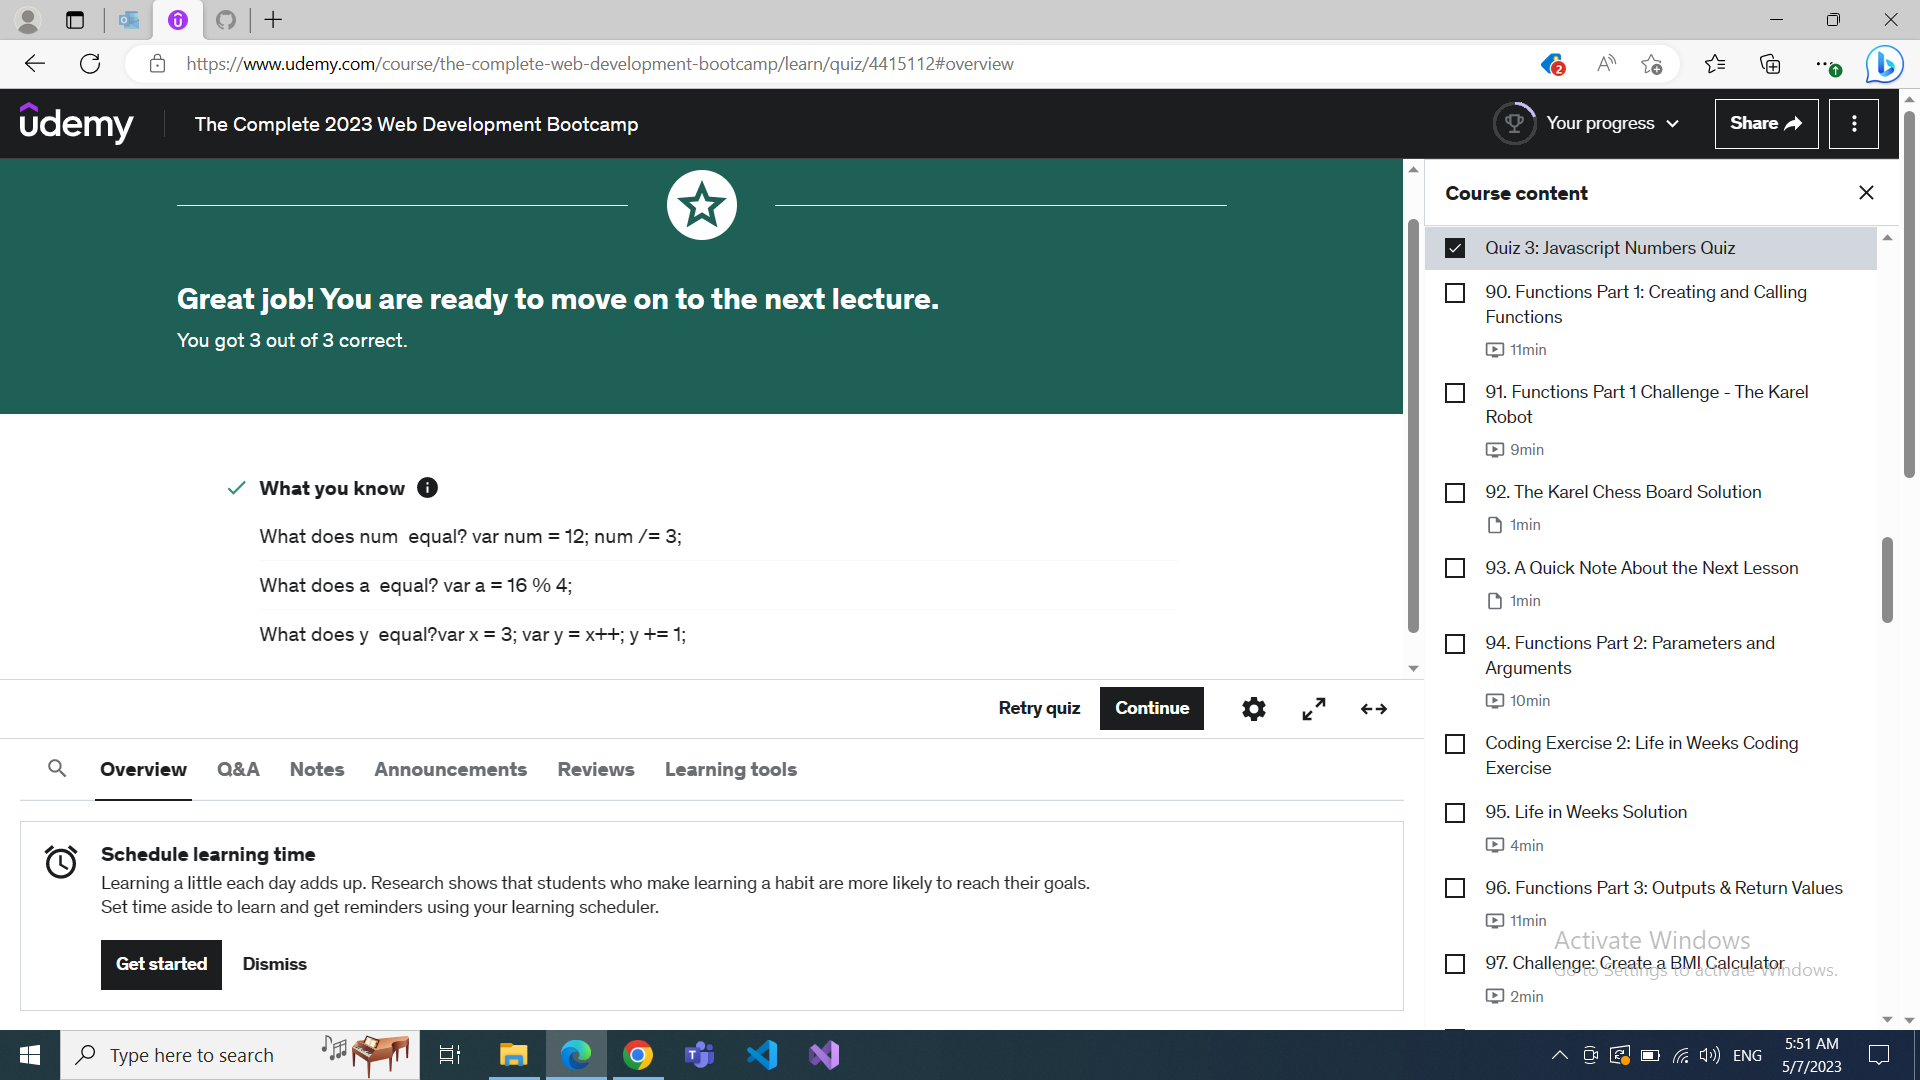 https://www.udemy.com/course/the-complete-web-development-bootcamp/learn/quiz/4415112#overview
2
udemy
The Complete 2023 Web Development Bootcamp
Your progress
Share
Great job! You are ready to move on to the next lecture.
You got 3 out of 3 correct.
What you know
What does num equal? var num = 12; num /= 3;
What does a equal? var a = 16 % 4;
What does y equal?var x = 3; var y = x++; y += 1;
Retry quiz
Continue
Overview
Q&A
Notes
Announcements
Reviews
Learning tools
Schedule learning time
Learning a little each day adds up. Research shows that students who make learning a habit are more likely to reach their goals.
Set time aside to learn and get reminders using your learning scheduler.
Get started
Dismiss
Course content
Quiz 3: Javascript Numbers Quiz
90. Functions Part 1: Creating and Calling
Functions
11min
91. Functions Part 1 Challenge - The Karel
Robot
9min
92. The Karel Chess Board Solution
1min
93. A Quick Note About the Next Lesson
1min
94. Functions Part 2: Parameters and
Arguments
10min
Coding Exercise 2: Life in Weeks Coding
Exercise
95. Life in Weeks Solution
4min
96. Functions Part 3: Outputs & Return Values
11min
Activate Windows
97. Challenge: Create a BMI Calculator
Go to Settings to activate Windows.
2min
Type here to search
ENG
5:51 AM
5/7/2023